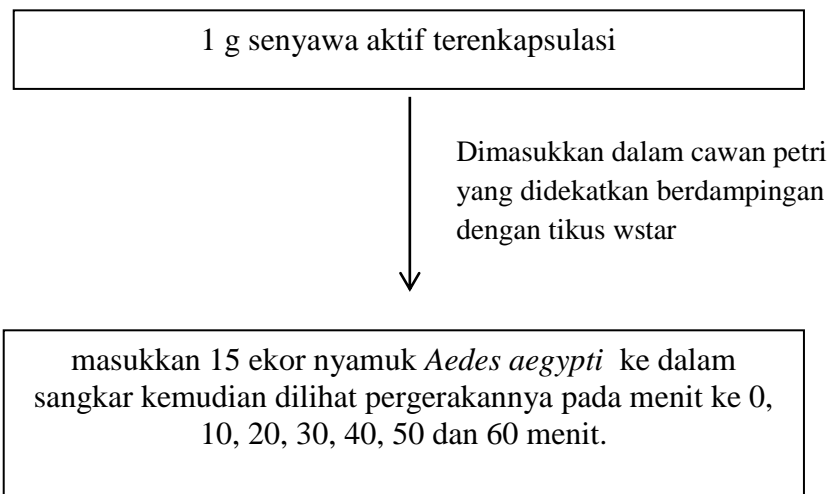 1 g senyawa aktif terenkapsulasi
Dimasukkan dalam cawan petri
yang didekatkan berdampingan
dengan tikus wstar
masukkan 15 ekor nyamuk Aedes aegypti ke dalam
sangkar kemudian dilihat pergerakannya pada menit ke 0,
10, 20, 30, 40, 50 dan 60 menit.